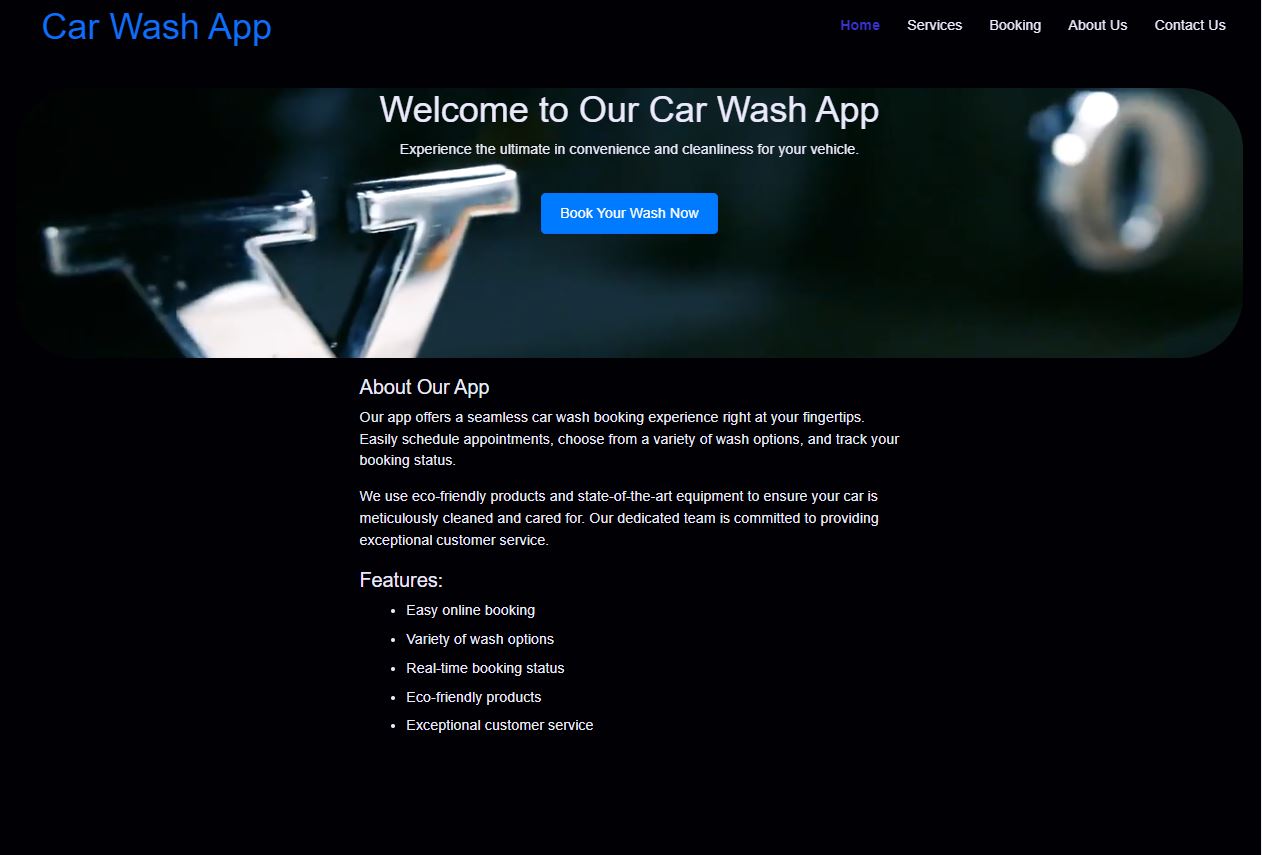 Car Wash App
Home Services Booking About Us Contact Us
Welcome to Our Car Wash App
Experience the ultimate in convenience and cleanliness for your vehicle.
Book Your Wash Now
About Our App
Our app offers a seamless car wash booking experience right at your fingertips.
Easily schedule appointments, choose from a variety of wash options, and track your
booking status.
We use eco-friendly products and state-of-the-art equipment to ensure your car is
meticulously cleaned and cared for. Our dedicated team is committed to providing
exceptional customer service.
Features:
• Easy online booking
• Variety of wash options
• Real-time booking status
• Eco-friendly products
• Exceptional customer service